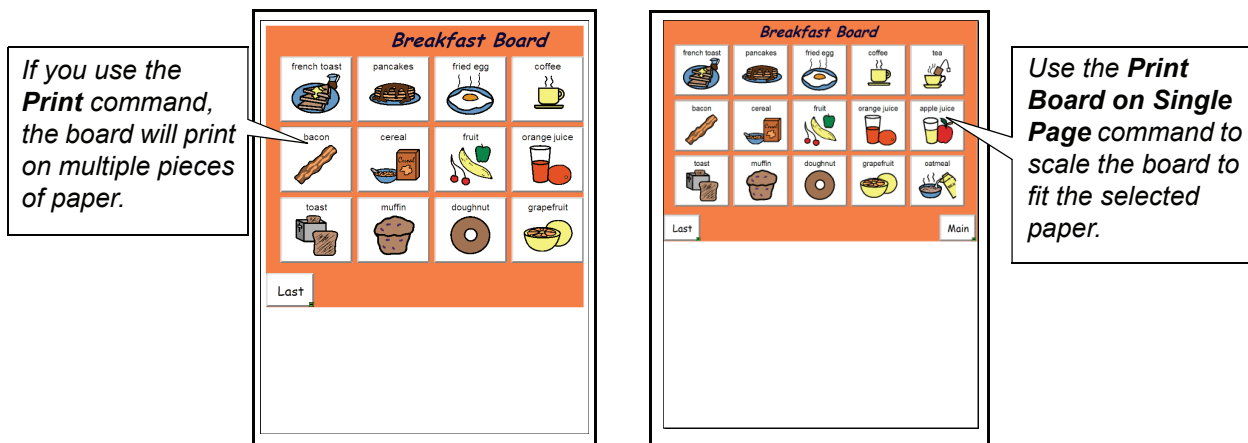 If you use the
Print command,
the board will print
on multiple pieces
of paper.
Breakfast Board
french toast pancakes fried egg coffee
bacon cereal fruit orange juice
toast muffin doughnut grapefruit
Last
Breakfast Board
french toast pancakes fried egg coffee tea
bacon cereal fruit orange juice apple juice
toast muffin doughnut grapefruit oatmeal
Last Main
Use the Print
Board on Single
Page command to
scale the board to
fit the selected
paper.